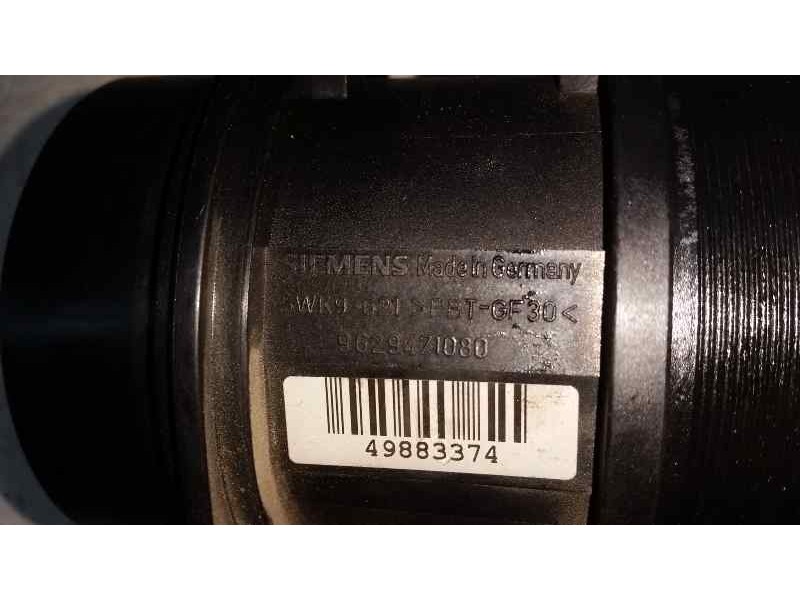 SIEMENS Made in Germany
5WK9 621 >PBT-GF30<
9629471080
49883374